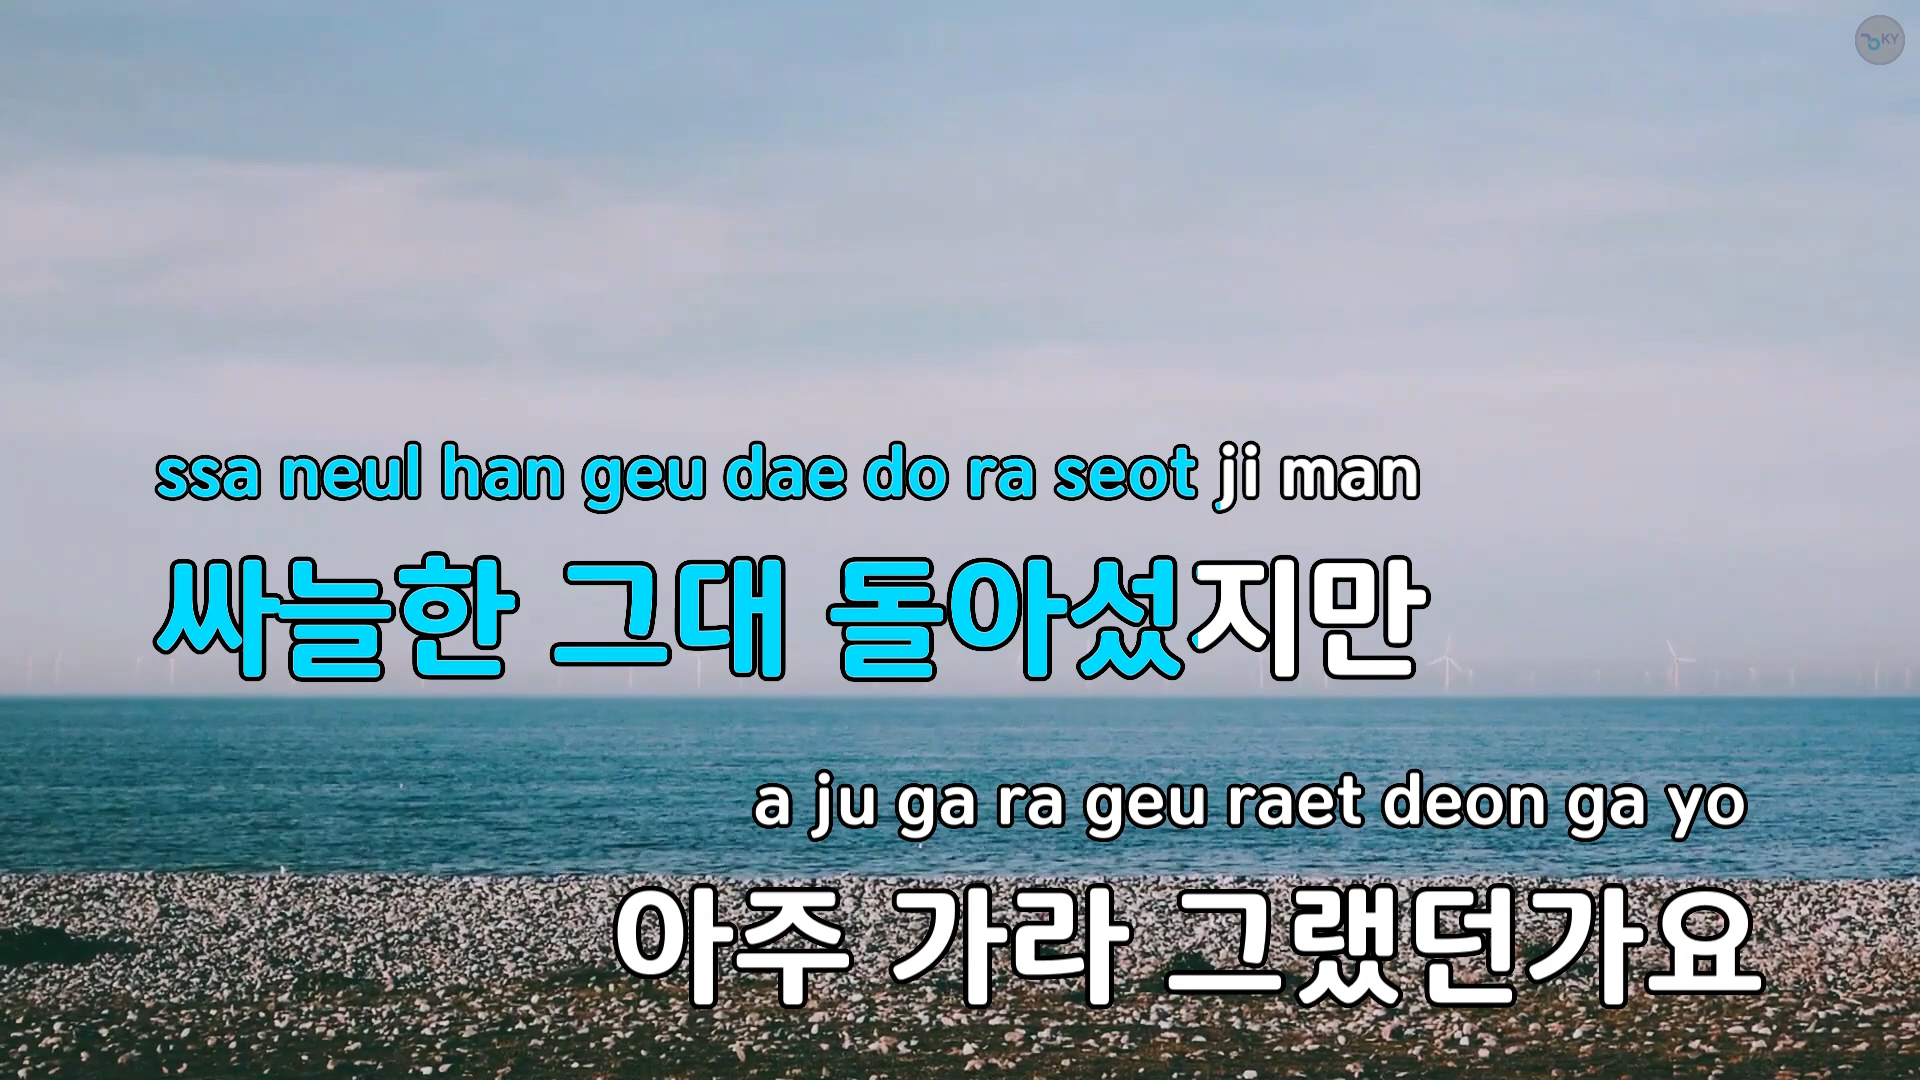 KY
ssa neul han geu dae do ra seot ji man
싸늘한 그대 돌아섰지만
a ju ga ra geu raet deon ga yo
아주 가라 그랬던가요